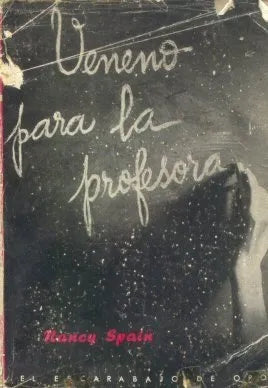 Veneno
para la
profesora
Nancy Spain
EL ESCARABAJO DE ORO